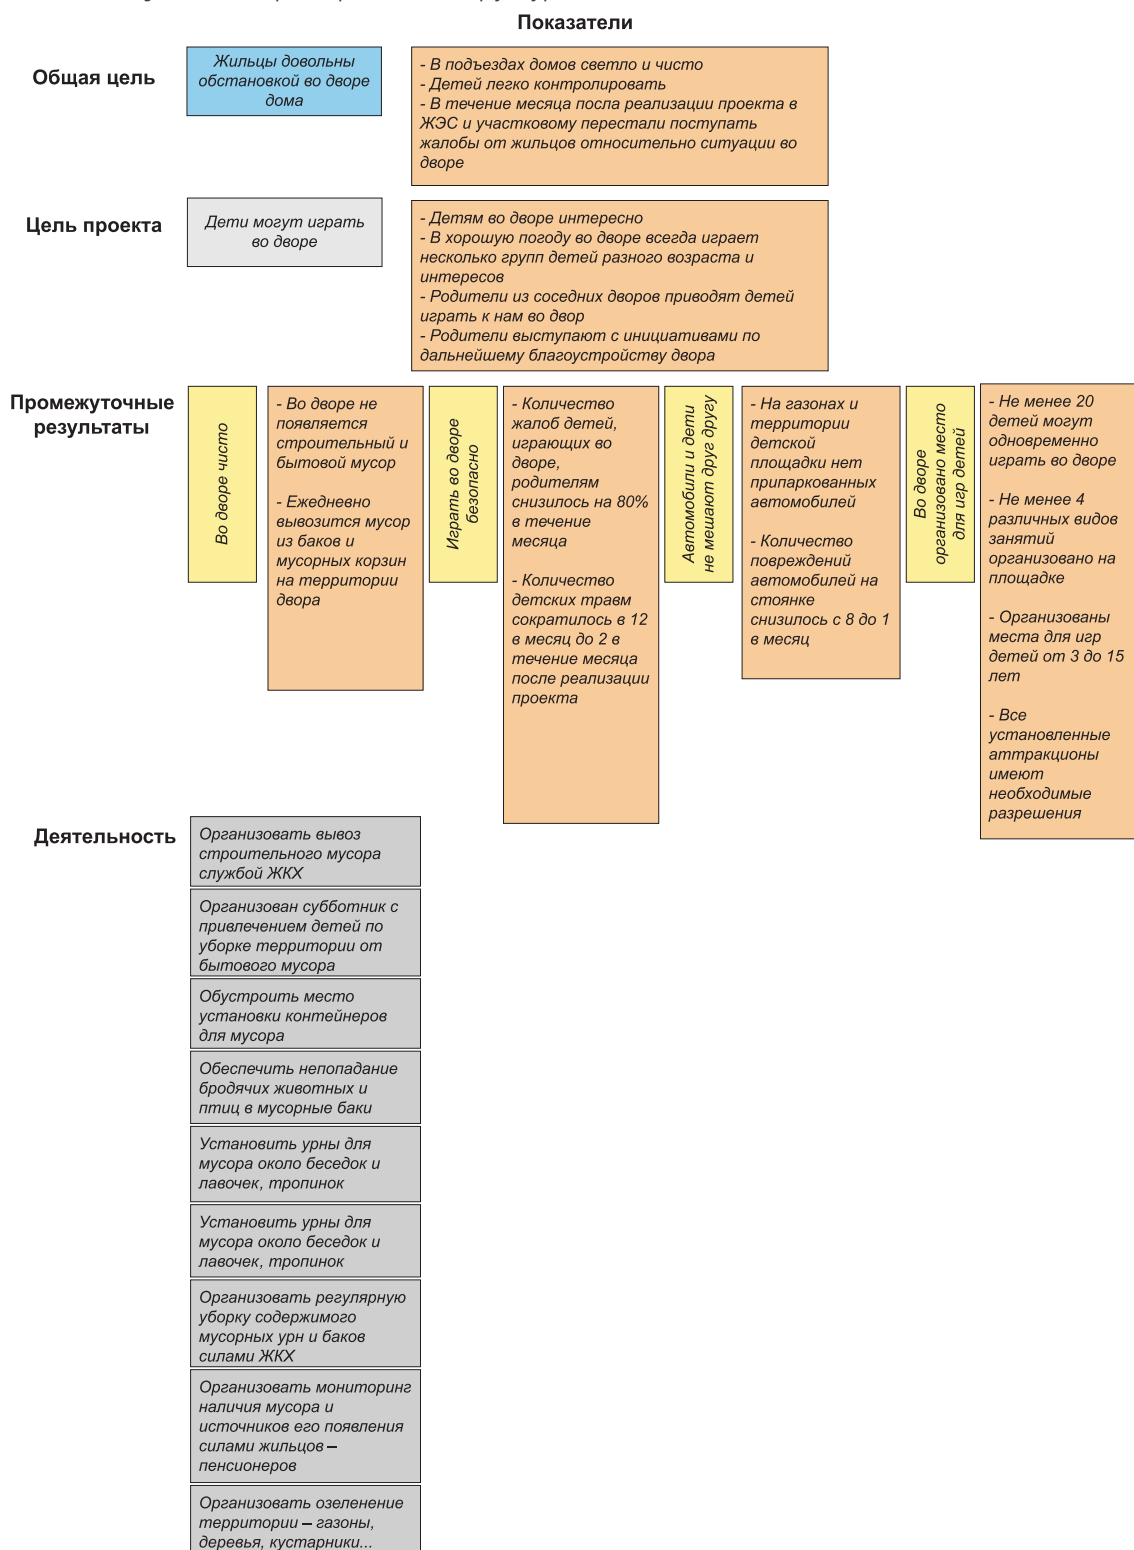 Показатели
Общая цель
Жильцы довольны
обстановкой во дворе
дома
- В подъездах домов светло и чисто
- Детей легко контролировать
- В течение месяца посла реализации проекта в
ЖЭС и участковому перестали поступать
жалобы от жильцов относительно ситуации во
дворе
Цель проекта
Дети могут играть
во дворе
- Детям во дворе интересно
- В хорошую погоду во дворе всегда играет
несколько групп детей разного возраста и
интересов
- Родители из соседних дворов приводят детей
играть к нам во двор
- Родители выступают с инициативами по
дальнейшему благоустройству двора
Промежуточные
результаты
Во дворе чисто
- Во дворе не
появляется
строительный и
бытовой мусор
- Ежедневно
вывозится мусор
из баков и
мусорных корзин
на территории
двора
Играть во дворе
безопасно
- Количество
жалоб детей,
играющих во
дворе,
родителям
снизилось на 80%
в течение
месяца
- Количество
детских травм
сократилось в 12
в месяц до 2 в
течение месяца
после реализации
проекта
Автомобили и дети
не мешают друг другу
- На газонах и
территории
детской
площадки нет
припаркованных
автомобилей
- Количество
повреждений
автомобилей на
стоянке
снизилось с 8 до 1
в месяц
Во дворе
организовано место
для игр детей
- Не менее 20
детей могут
одновременно
играть во дворе
- Не менее 4
различных видов
занятий
организовано на
площадке
- Организованы
места для игр
детей от 3 до 15
лет
- Все
установленные
аттракционы
имеют
необходимые
разрешения
Деятельность
Организовать вывоз
строительного мусора
службой ЖКХ
Организован субботник с
привлечением детей по
уборке территории от
бытового мусора
Обустроить место
установки контейнеров
для мусора
Обеспечить непопадание
бродячих животных и
птиц в мусорные баки
Установить урны для
мусора около беседок и
лавочек, тропинок
Установить урны для
мусора около беседок и
лавочек, тропинок
Организовать регулярную
уборку содержимого
мусорных урн и баков
силами ЖКХ
Организовать мониторинг
наличия мусора и
источников его появления
силами жильцов –
пенсионеров
Организовать озеленение
территории – газоны,
деревья, кустарники...